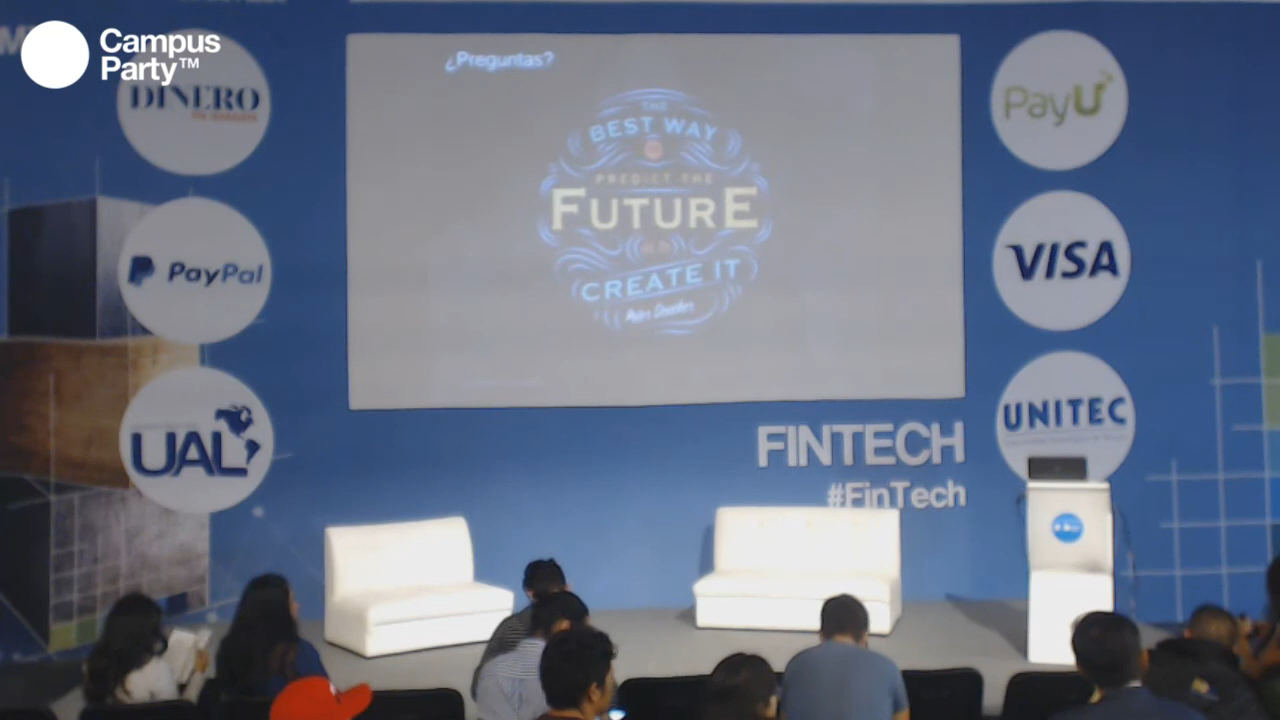 Campus
Party™
DINERO
PayPal
UAL
¿Preguntas?
THE
BEST WAY
PREDICT THE
FUTURE
CREATE IT
PayU
VISA
UNITEC
FINTECH
#FinTech